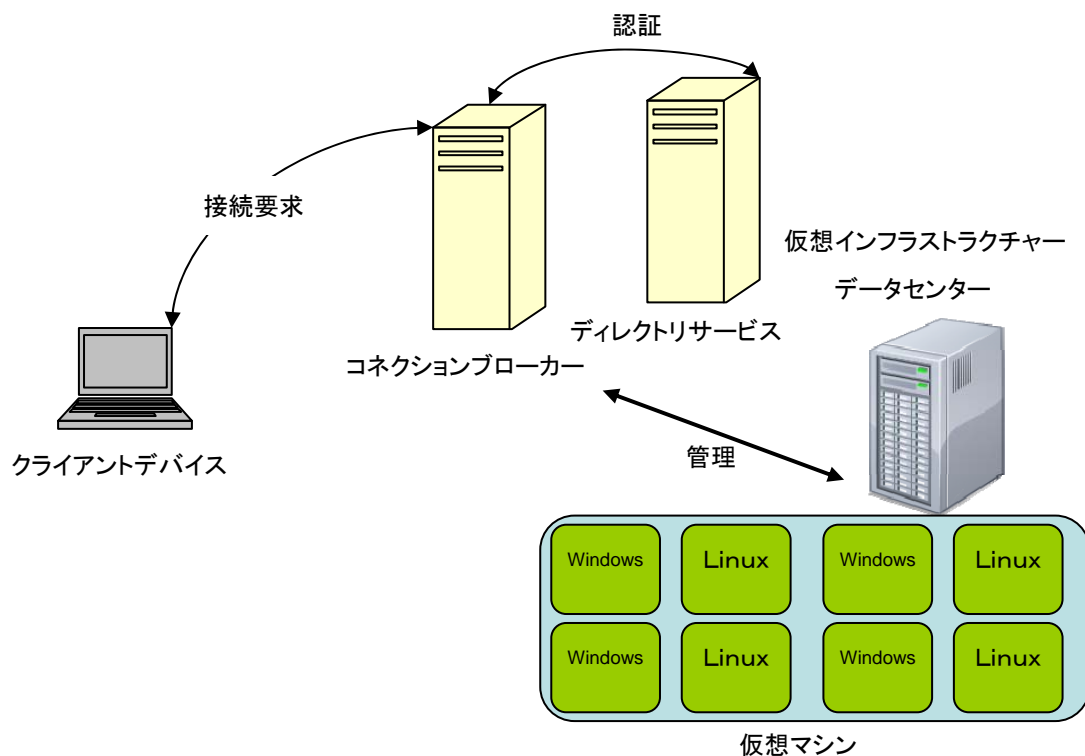 認証
接続要求
仮想インフラストラクチャー
データセンター
ディレクトリサービス
コネクションブローカー
クライアントデバイス
管理
Windows
Linux
Windows
Linux
Windows
Linux
Windows
Linux
仮想マシン